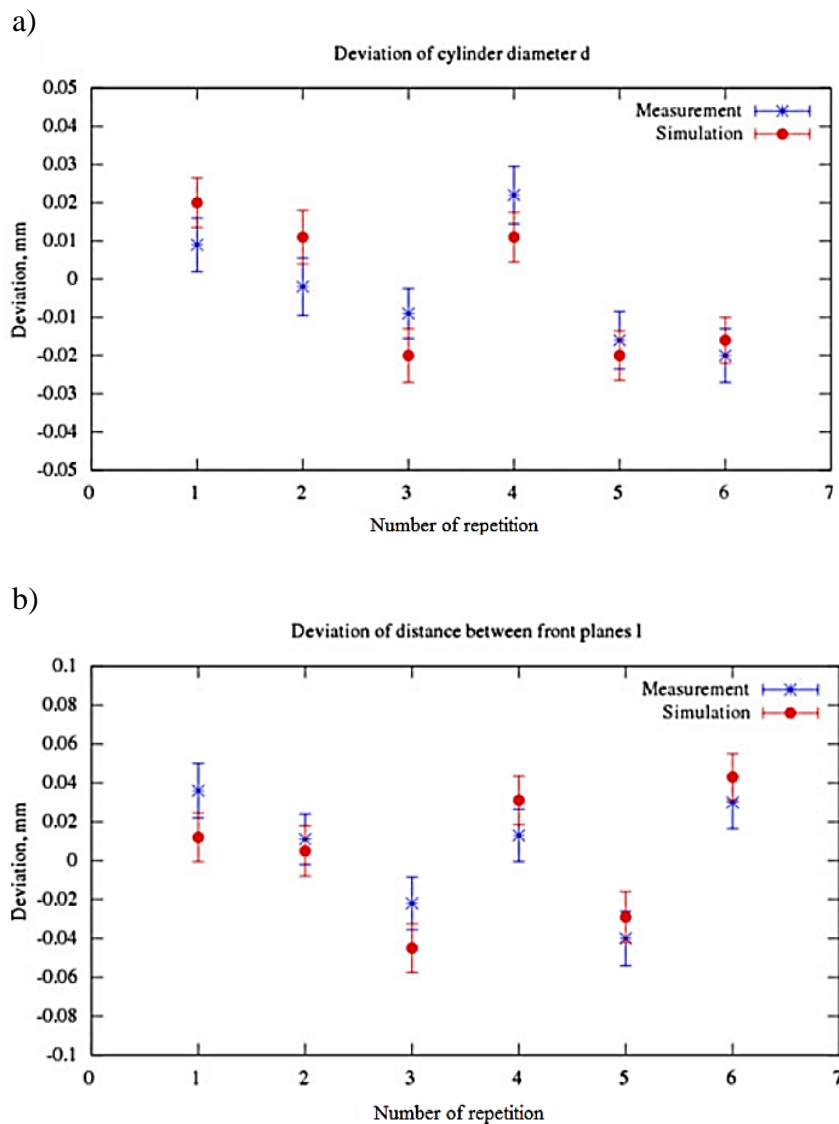 a)
Deviation of cylinder diameter d
Measurement
Simulation
0.05
0.04
0.03
0.02
0.01
0
-0.01
-0.02
-0.03
-0.04
-0.05
Deviation, mm
0 1 2 3 4 5 6 7
Number of repetition
b)
Deviation of distance between front planes l
Measurement
Simulation
0.1
0.08
0.06
0.04
0.02
0
-0.02
-0.04
-0.06
-0.08
-0.1
Deviation, mm
0 1 2 3 4 5 6 7
Number of repetition